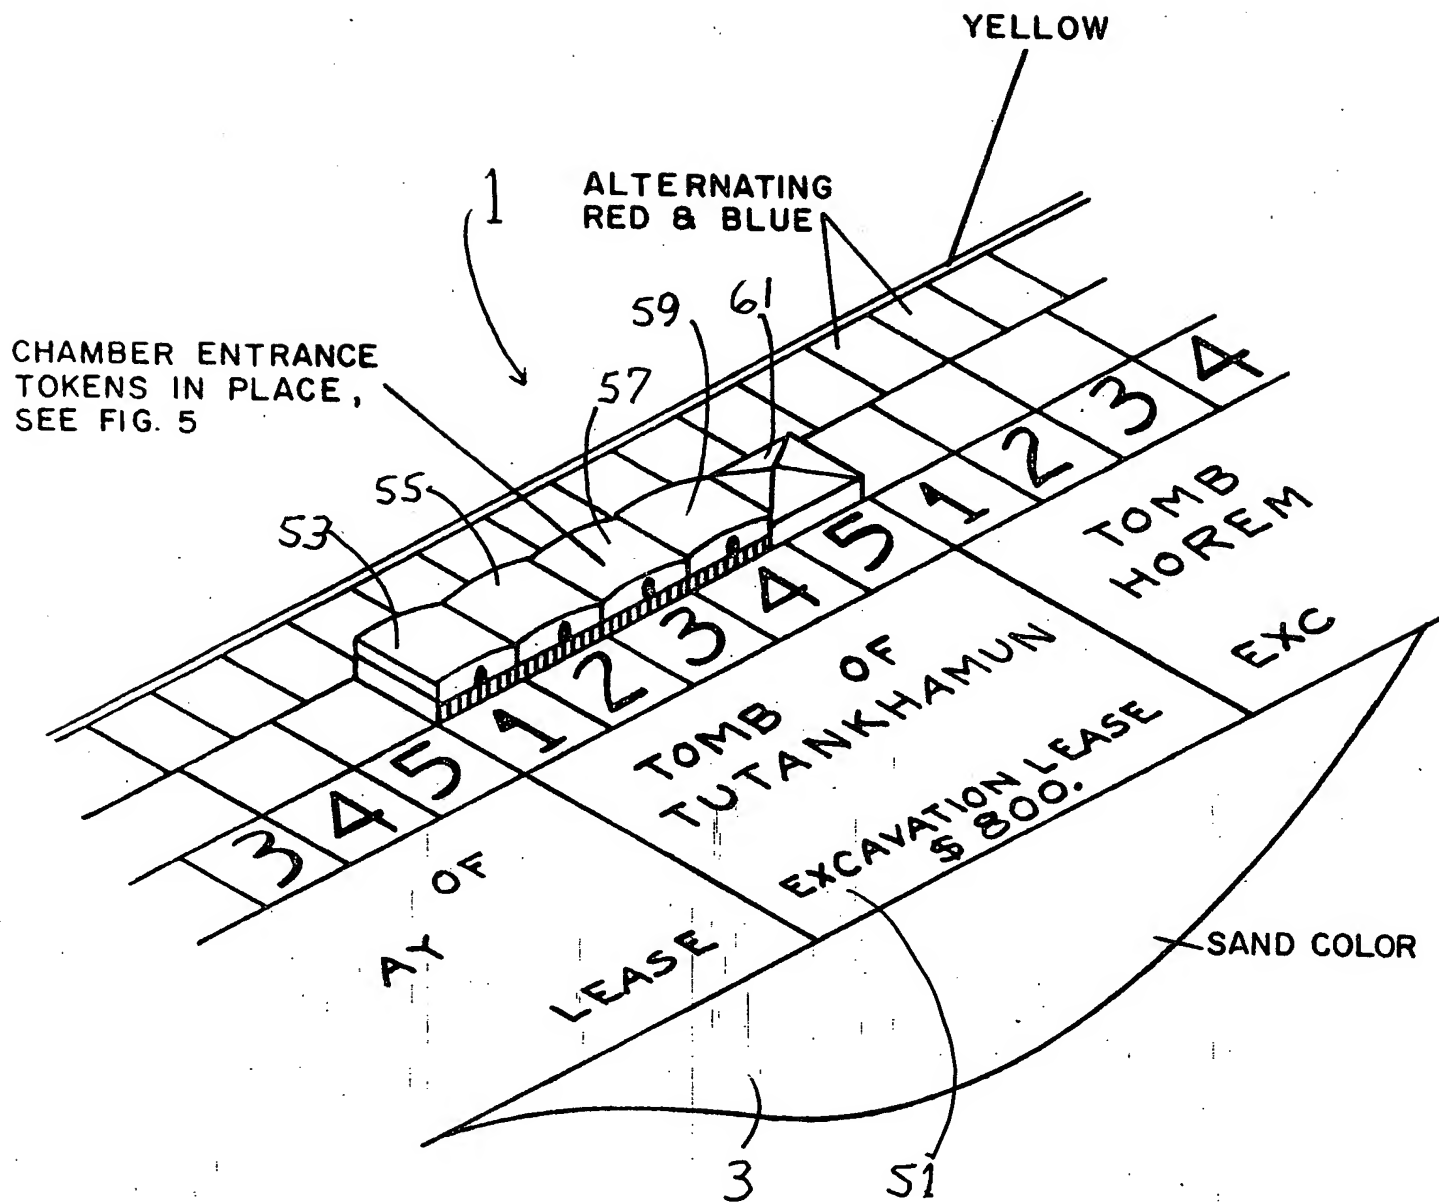 YELLOW
1
ALTERNATING
RED & BLUE
59
61
CHAMBER ENTRANCE
TOKENS IN PLACE,
SEE FIG. 5
57
55
53
3 4 5 1 2 3 4 5 1 2 3 4
AY OF
LEASE
TOMB OF
TUTANKHAMUN
EXCAVATION LEASE
$ 800.
TOMB
HOREM
EXC
SAND COLOR
3
51